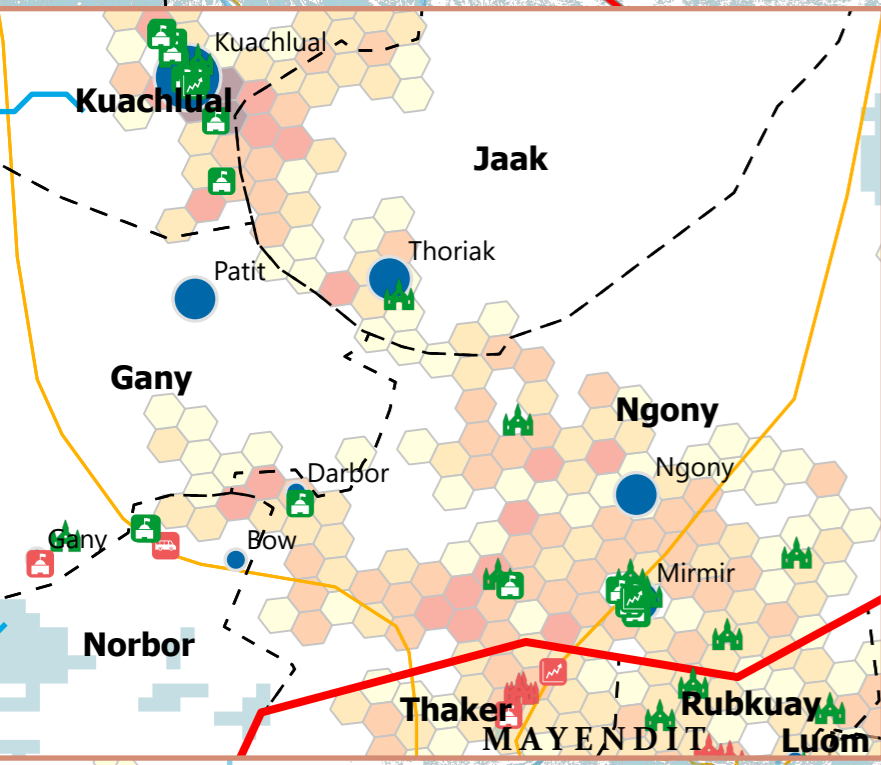 Kuachlual
Kuachlual
Jaak
Thoriak
Patit
Gany
Ngony
Ngony
Darbor
Gany
Bow
Mirmir
Norbor
Thaker
Rubkuay
MAYENDIT
Luom